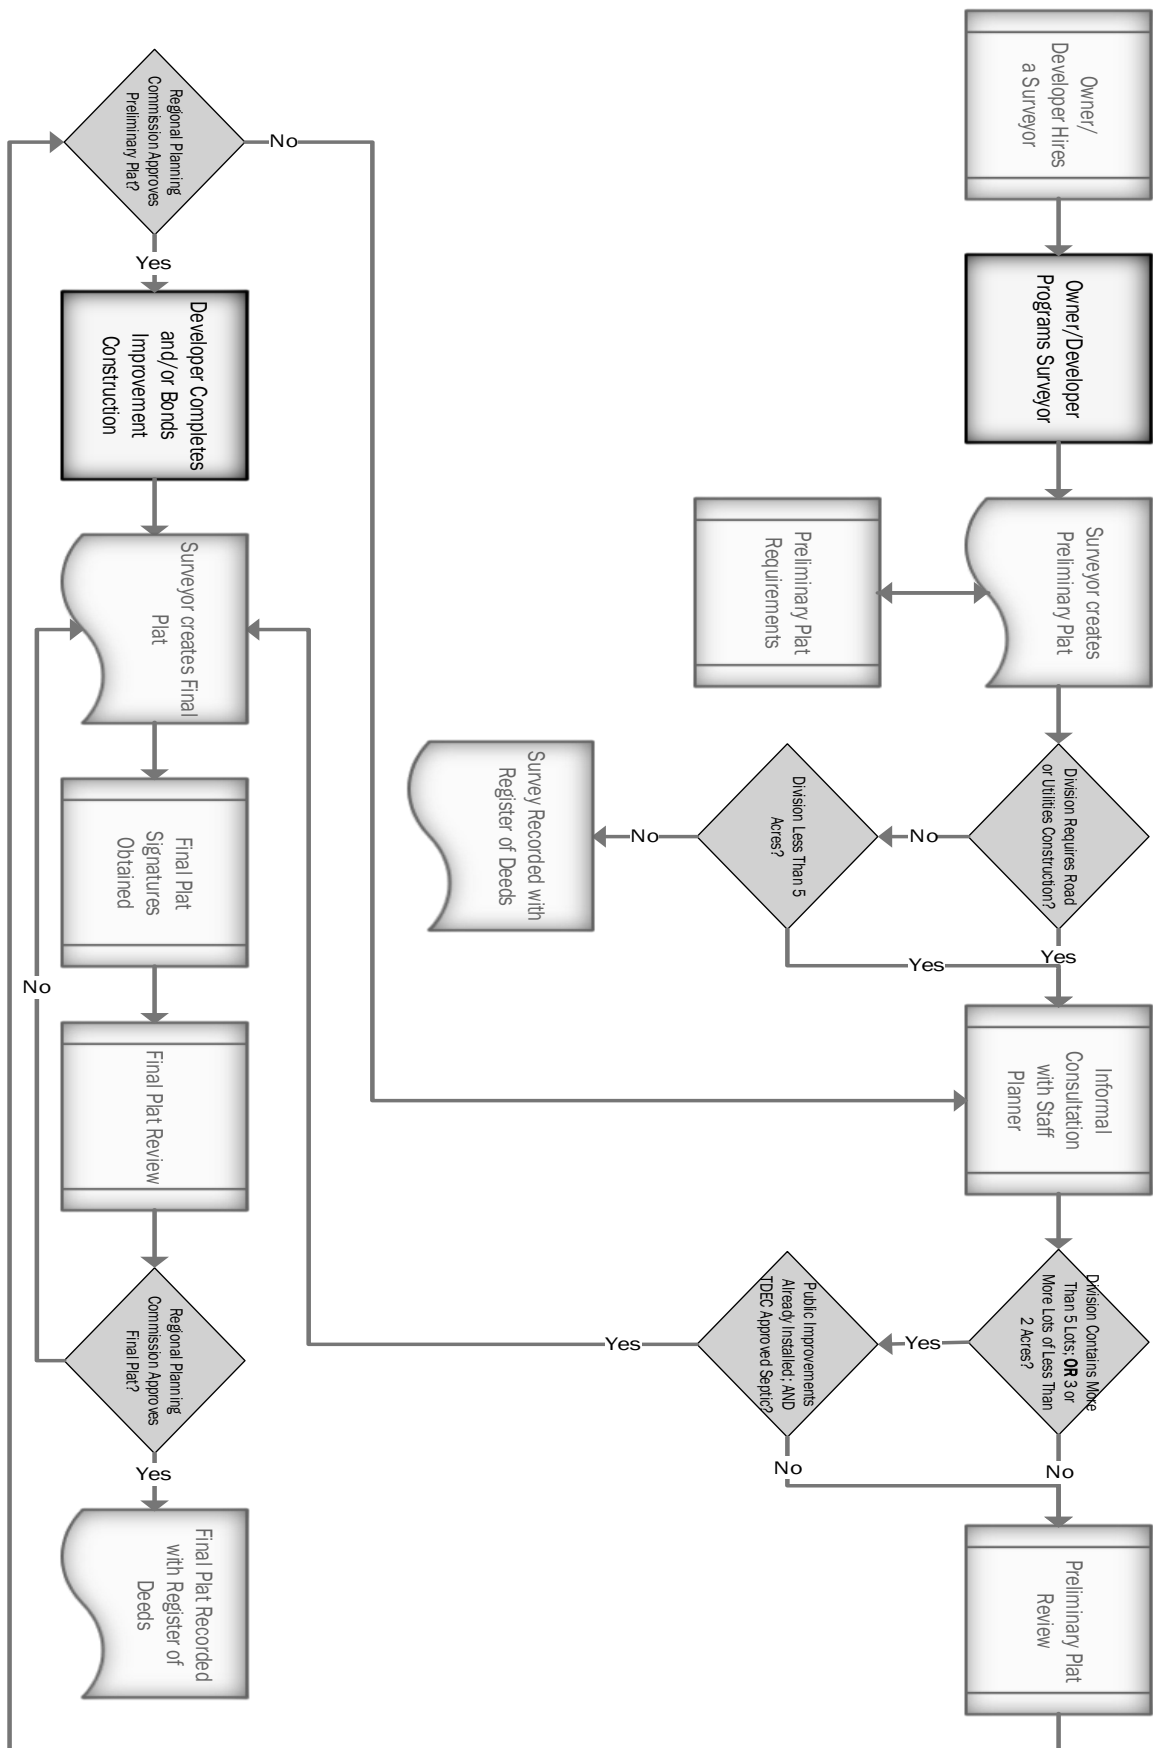 Owner/
Developer Hires
a Surveyor
Owner/Developer
Programs Surveyor
Surveyor creates
Preliminary Plat
Preliminary Plat
Requirements
Division Requires Road
or Utilities Construction?
No
Yes
Division Less Than 5
Acres?
No
Yes
Survey Recorded with
Register of Deeds
Informal
Consultation
with Staff
Planner
Division Contains More
Than 5 Lots; OR 3 or
More Lots of Less Than
2 Acres?
Yes
No
Public Improvements
Already Installed; AND
TDEC Approved Septic?
Yes
No
Preliminary Plat
Review
Regional Planning
Commission Approves
Preliminary Plat?
No
Yes
Developer Completes
and/or Bonds
Improvement
Construction
Surveyor creates Final
Plat
Final Plat
Signatures
Obtained
Final Plat Review
Regional Planning
Commission Approves
Final Plat?
No
Yes
Final Plat Recorded
with Register of
Deeds